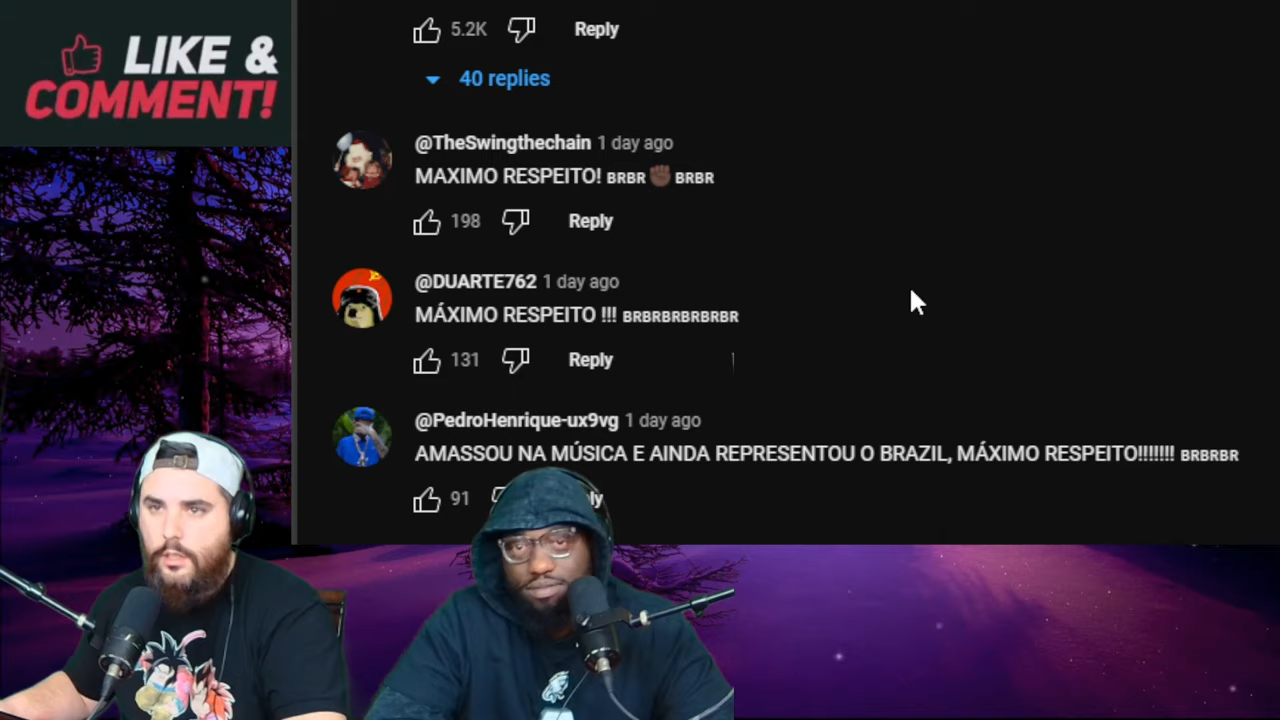 LIKE &
COMMENT!
5.2K Reply
40 replies
@TheSwingthechain 1 day ago
MAXIMO RESPEITO! BRBR✊🏿BRBR
198 Reply
@DUARTE762 1 day ago
MÁXIMO RESPEITO !!! BRBRBRBRBRBR
131 Reply
@PedroHenrique-ux9vg 1 day ago
AMASSOU NA MÚSICA E AINDA REPRESENTOU O BRAZIL, MÁXIMO RESPEITO!!!!!!! BRBRBR
91